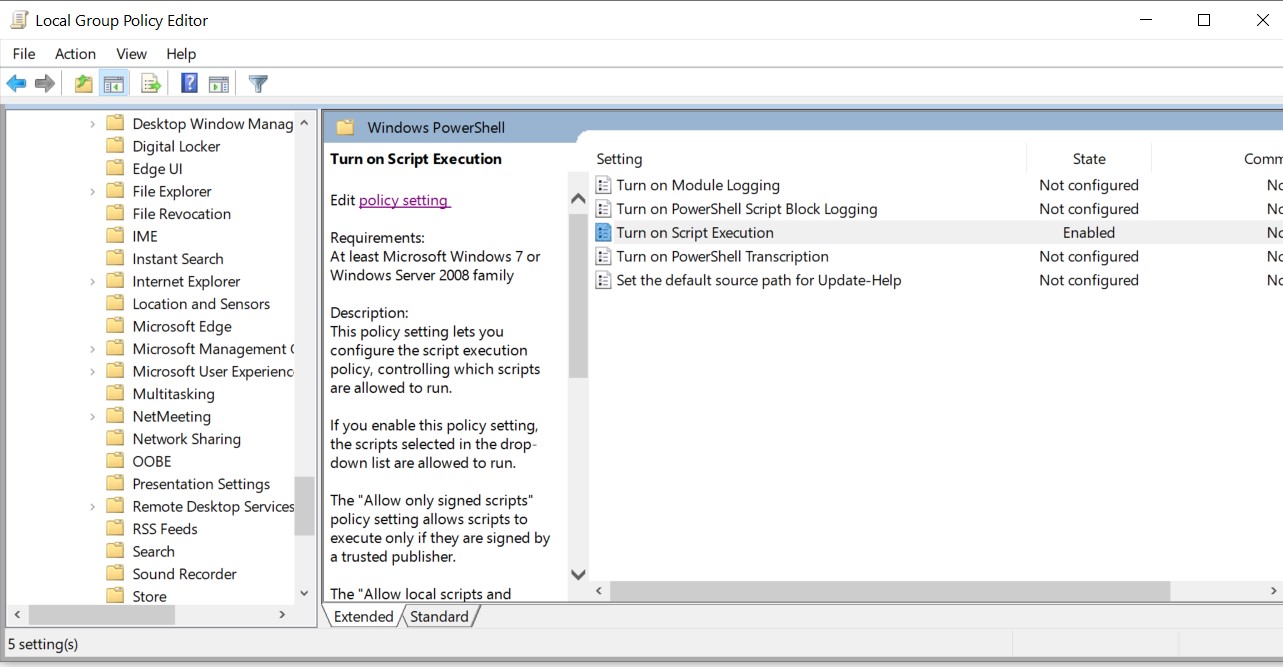 Local Group Policy Editor
File Action View Help
Desktop Window Manag
Digital Locker
Edge UI
File Explorer
File Revocation
IME
Instant Search
Internet Explorer
Location and Sensors
Microsoft Edge
Microsoft Management C
Microsoft User Experienc
Multitasking
NetMeeting
Network Sharing
OOBE
Presentation Settings
Remote Desktop Services
RSS Feeds
Search
Sound Recorder
Store
Windows PowerShell
Turn on Script Execution
Edit policy setting
Requirements:
At least Microsoft Windows 7 or
Windows Server 2008 family
Description:
This policy setting lets you
configure the script execution
policy, controlling which scripts
are allowed to run.
If you enable this policy setting,
the scripts selected in the drop-
down list are allowed to run.
The "Allow only signed scripts"
policy setting allows scripts to
execute only if they are signed by
a trusted publisher.
The "Allow local scripts and
Setting State Comm
Turn on Module Logging Not configured No
Turn on PowerShell Script Block Logging Not configured No
Turn on Script Execution Enabled No
Turn on PowerShell Transcription Not configured No
Set the default source path for Update-Help Not configured No
Extended Standard
5 setting(s)